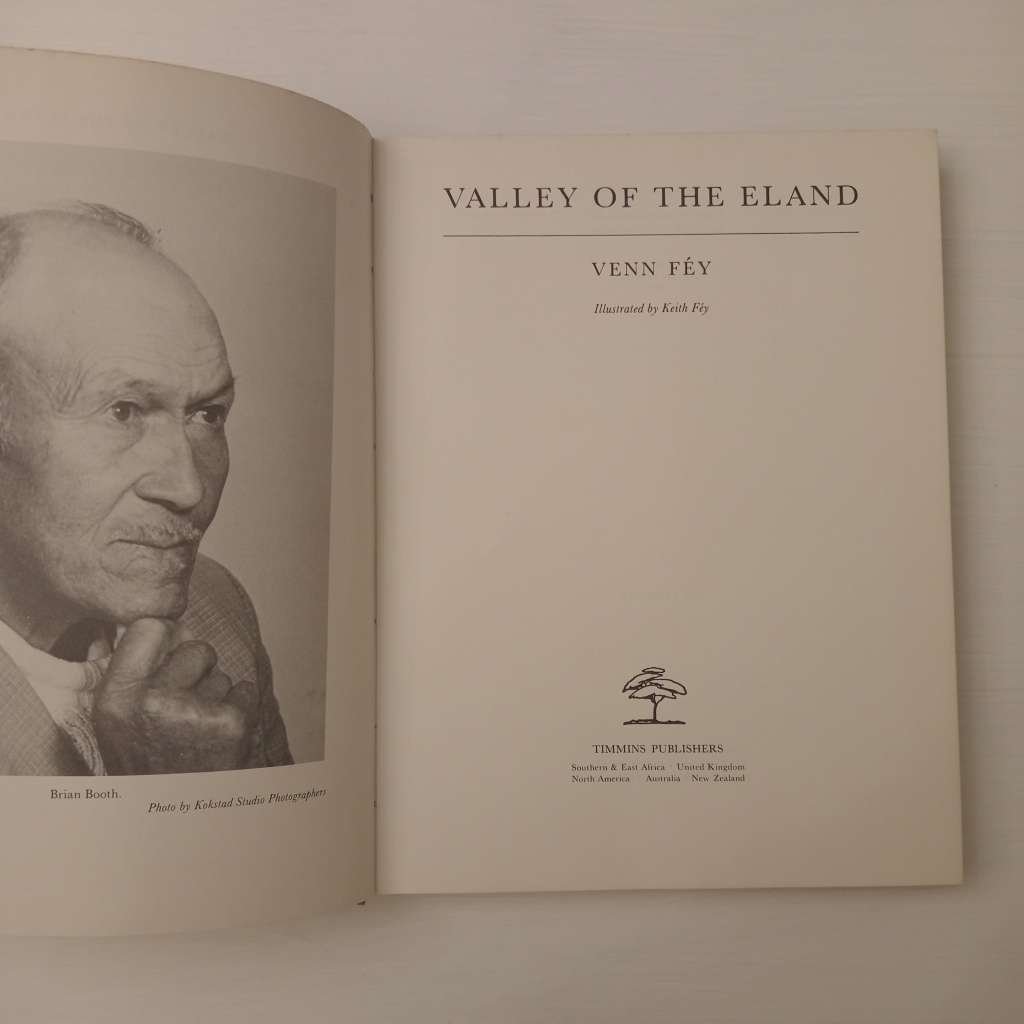 Brian Booth.
Photo by Kokstad Studio Photographers
VALLEY OF THE ELAND
VENN FÉY
Illustrated by Keith Féy
TIMMINS PUBLISHERS
Southern & East Africa · United Kingdom
North America · Australia · New Zealand